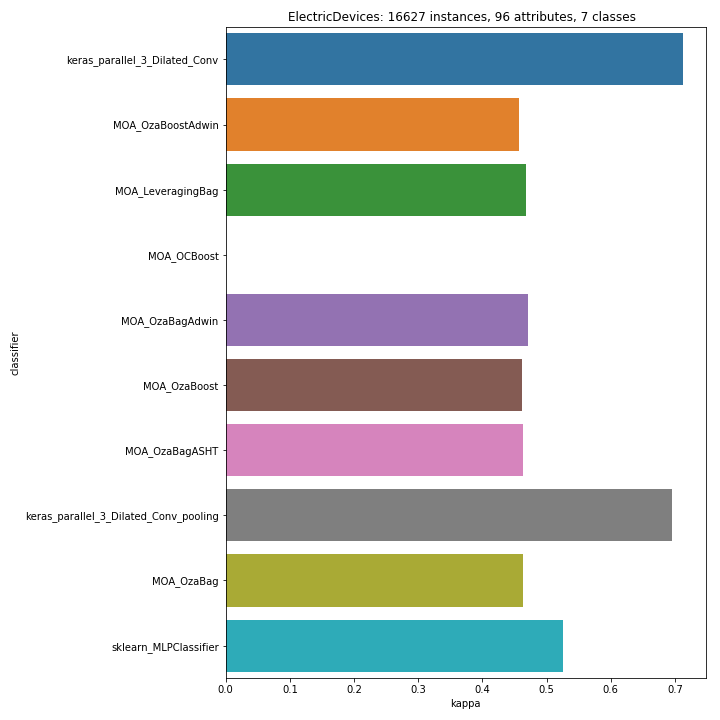 ElectricDevices: 16627 instances, 96 attributes, 7 classes
classifier
keras_parallel_3_Dilated_Conv
MOA_OzaBoostAdwin
MOA_LeveragingBag
MOA_OCBoost
MOA_OzaBagAdwin
MOA_OzaBoost
MOA_OzaBagASHT
keras_parallel_3_Dilated_Conv_pooling
MOA_OzaBag
sklearn_MLPClassifier
0.0 0.1 0.2 0.3 0.4 0.5 0.6 0.7
kappa